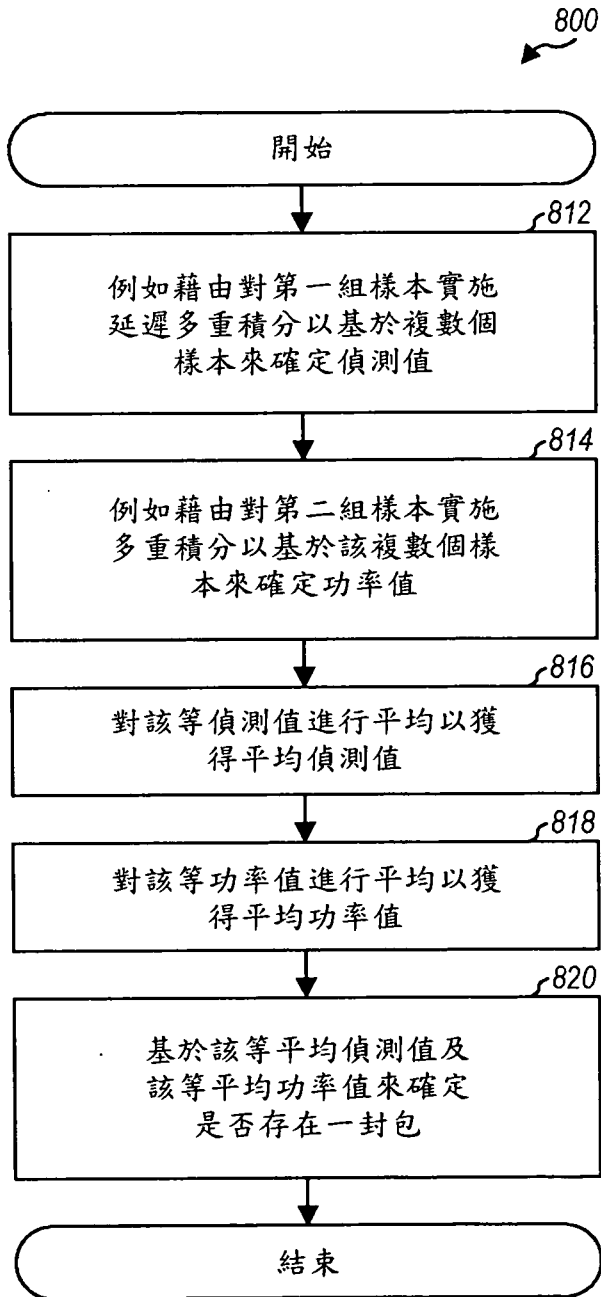 800
開始
812
例如藉由對第一組樣本實施
延遲多重積分以基於複數個
樣本來確定偵測值
814
例如藉由對第二組樣本實施
多重積分以基於該複數個樣
本來確定功率值
816
對該等偵測值進行平均以獲
得平均偵測值
818
對該等功率值進行平均以獲
得平均功率值
820
基於該等平均偵測值及
該等平均功率值來確定
是否存在一封包
結束